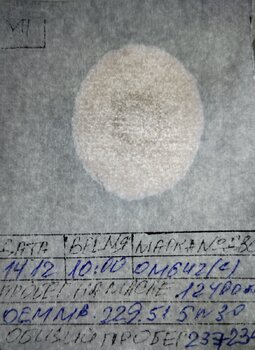 ДАТА ВРЕМЯ МАРКА
14 12 10:00 ОМ642
ПРОБЕГ НА МАСЛЕ 12400
ОЕМ МВ 229.51 5W30
ОБЩИЙ ПРОБЕГ 237234